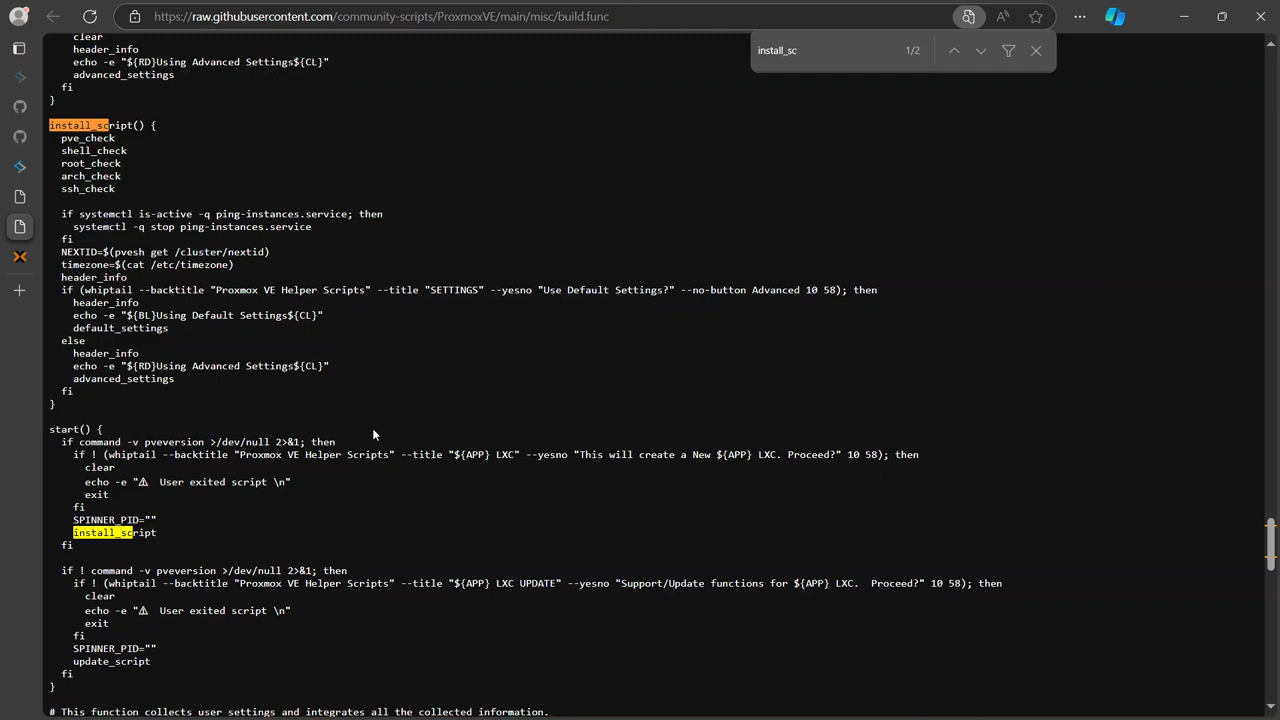 https://raw.githubusercontent.com/community-scripts/ProxmoxVE/main/misc/build.func
install_sc 1/2
clear
header_info
echo -e "${RD}Using Advanced Settings${CL}"
advanced_settings
fi
}
install_script() {
pve_check
shell_check
root_check
arch_check
ssh_check
if systemctl is-active -q ping-instances.service; then
systemctl -q stop ping-instances.service
fi
NEXTID=$(pvesh get /cluster/nextid)
timezone=$(cat /etc/timezone)
header_info
if (whiptail --backtitle "Proxmox VE Helper Scripts" --title "SETTINGS" --yesno "Use Default Settings?" --no-button Advanced 10 58); then
header_info
echo -e "${BL}Using Default Settings${CL}"
default_settings
else
header_info
echo -e "${RD}Using Advanced Settings${CL}"
advanced_settings
fi
}
start() {
if command -v pveversion >/dev/null 2>&1; then
if ! (whiptail --backtitle "Proxmox VE Helper Scripts" --title "${APP} LXC" --yesno "This will create a New ${APP} LXC. Proceed?" 10 58); then
clear
echo -e "⚠  User exited script \n"
exit
fi
SPINNER_PID=""
install_script
fi
if ! command -v pveversion >/dev/null 2>&1; then
if ! (whiptail --backtitle "Proxmox VE Helper Scripts" --title "${APP} LXC UPDATE" --yesno "Support/Update functions for ${APP} LXC.  Proceed?" 10 58); then
clear
echo -e "⚠  User exited script \n"
exit
fi
SPINNER_PID=""
update_script
fi
}
# This function collects user settings and integrates all the collected information.